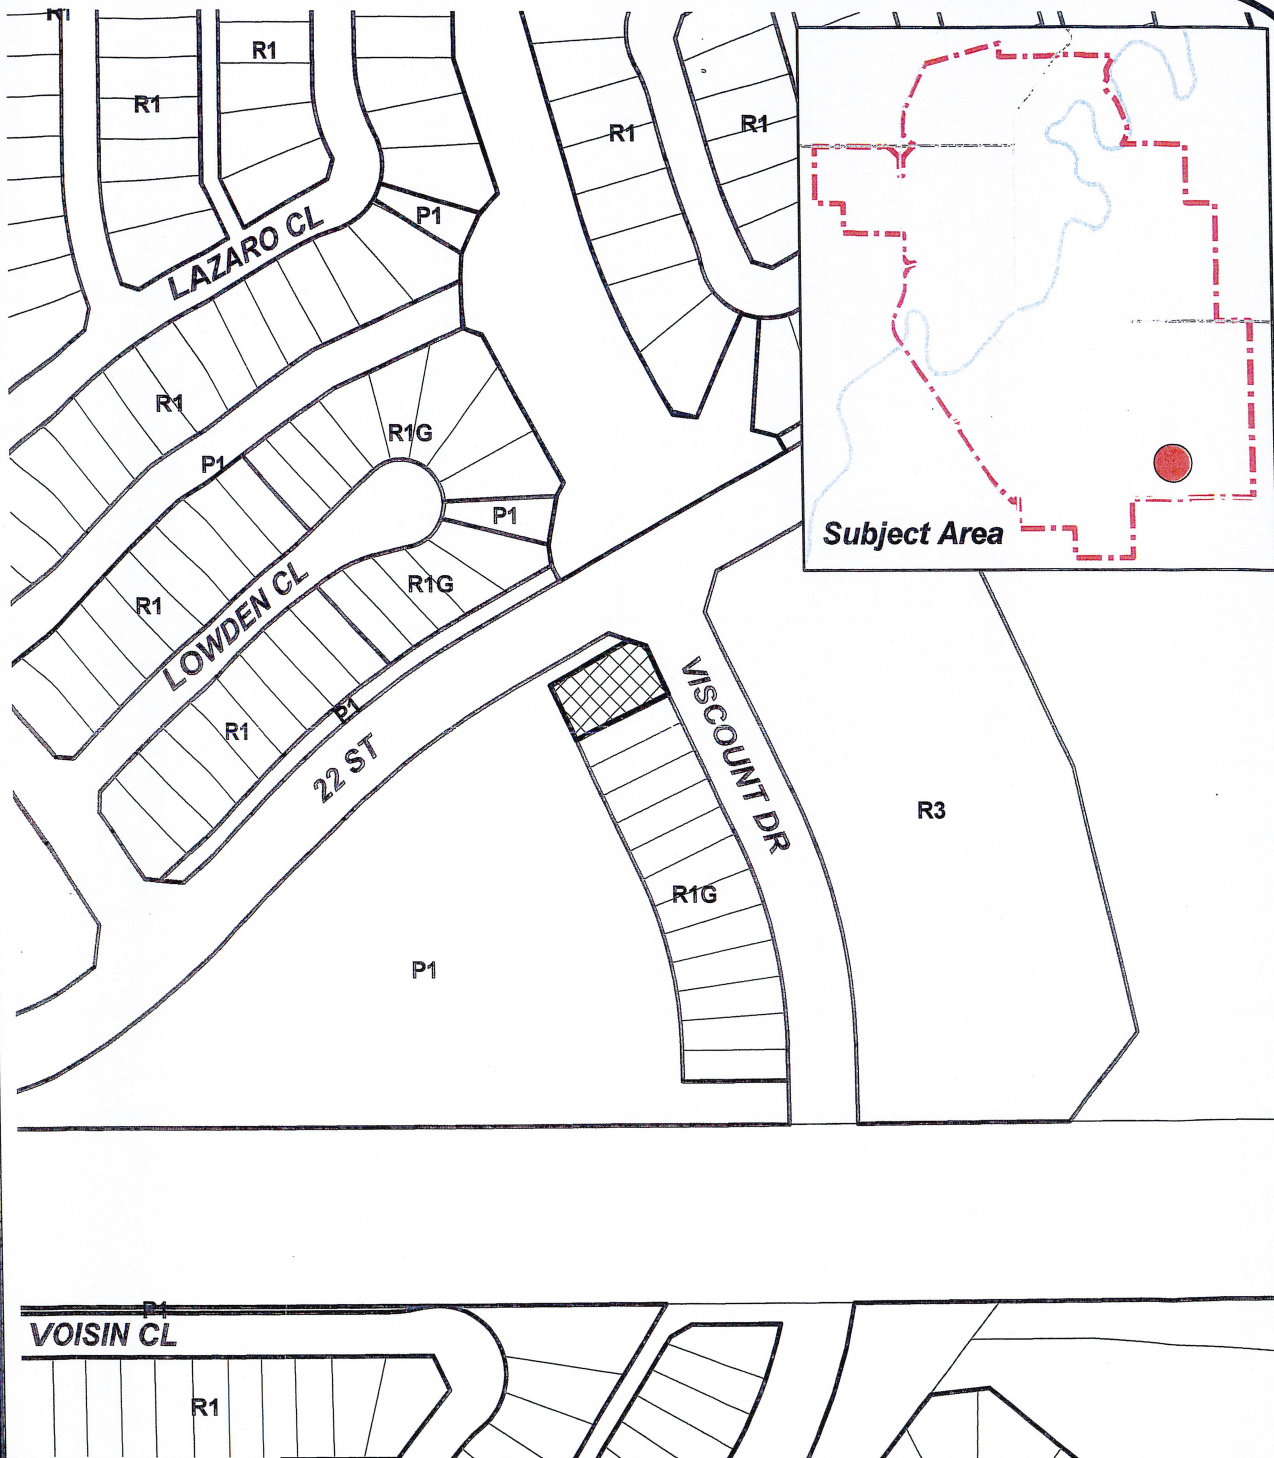 R1
R1
R1
R1
R1
P1
LAZARO CL
R1
R1G
P1
P1
Subject Area
R1G
R1
LOWDEN CL
P1
R1
22 ST
VISCOUNT DR
R3
R1G
P1
P1
VOISIN CL
R1